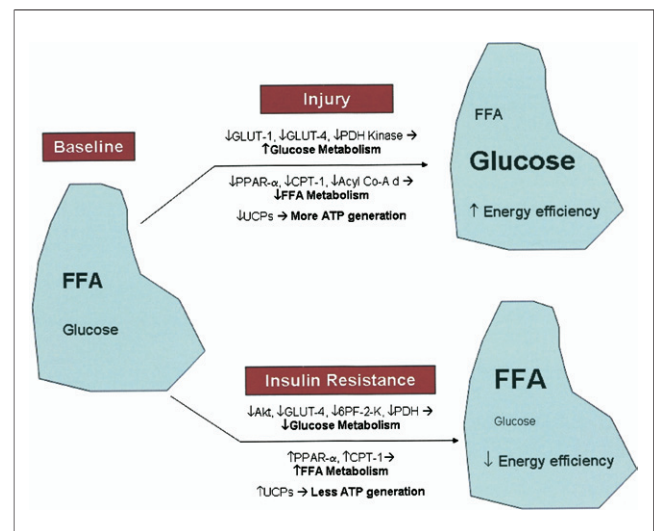 Injury
↓GLUT-1, ↓GLUT-4, ↓PDH Kinase →
↑Glucose Metabolism
↓PPAR-α, ↓CPT-1, ↓Acyl Co-A d →
↓FFA Metabolism
↓UCPs → More ATP generation
FFA
Glucose
↑ Energy efficiency
Baseline
FFA
Glucose
Insulin Resistance
↓Akt, ↓GLUT-4, ↓6PF-2-K, ↓PDH →
↓Glucose Metabolism
↑PPAR-α, ↑CPT-1→
↑FFA Metabolism
↑UCPs → Less ATP generation
FFA
Glucose
↓ Energy efficiency